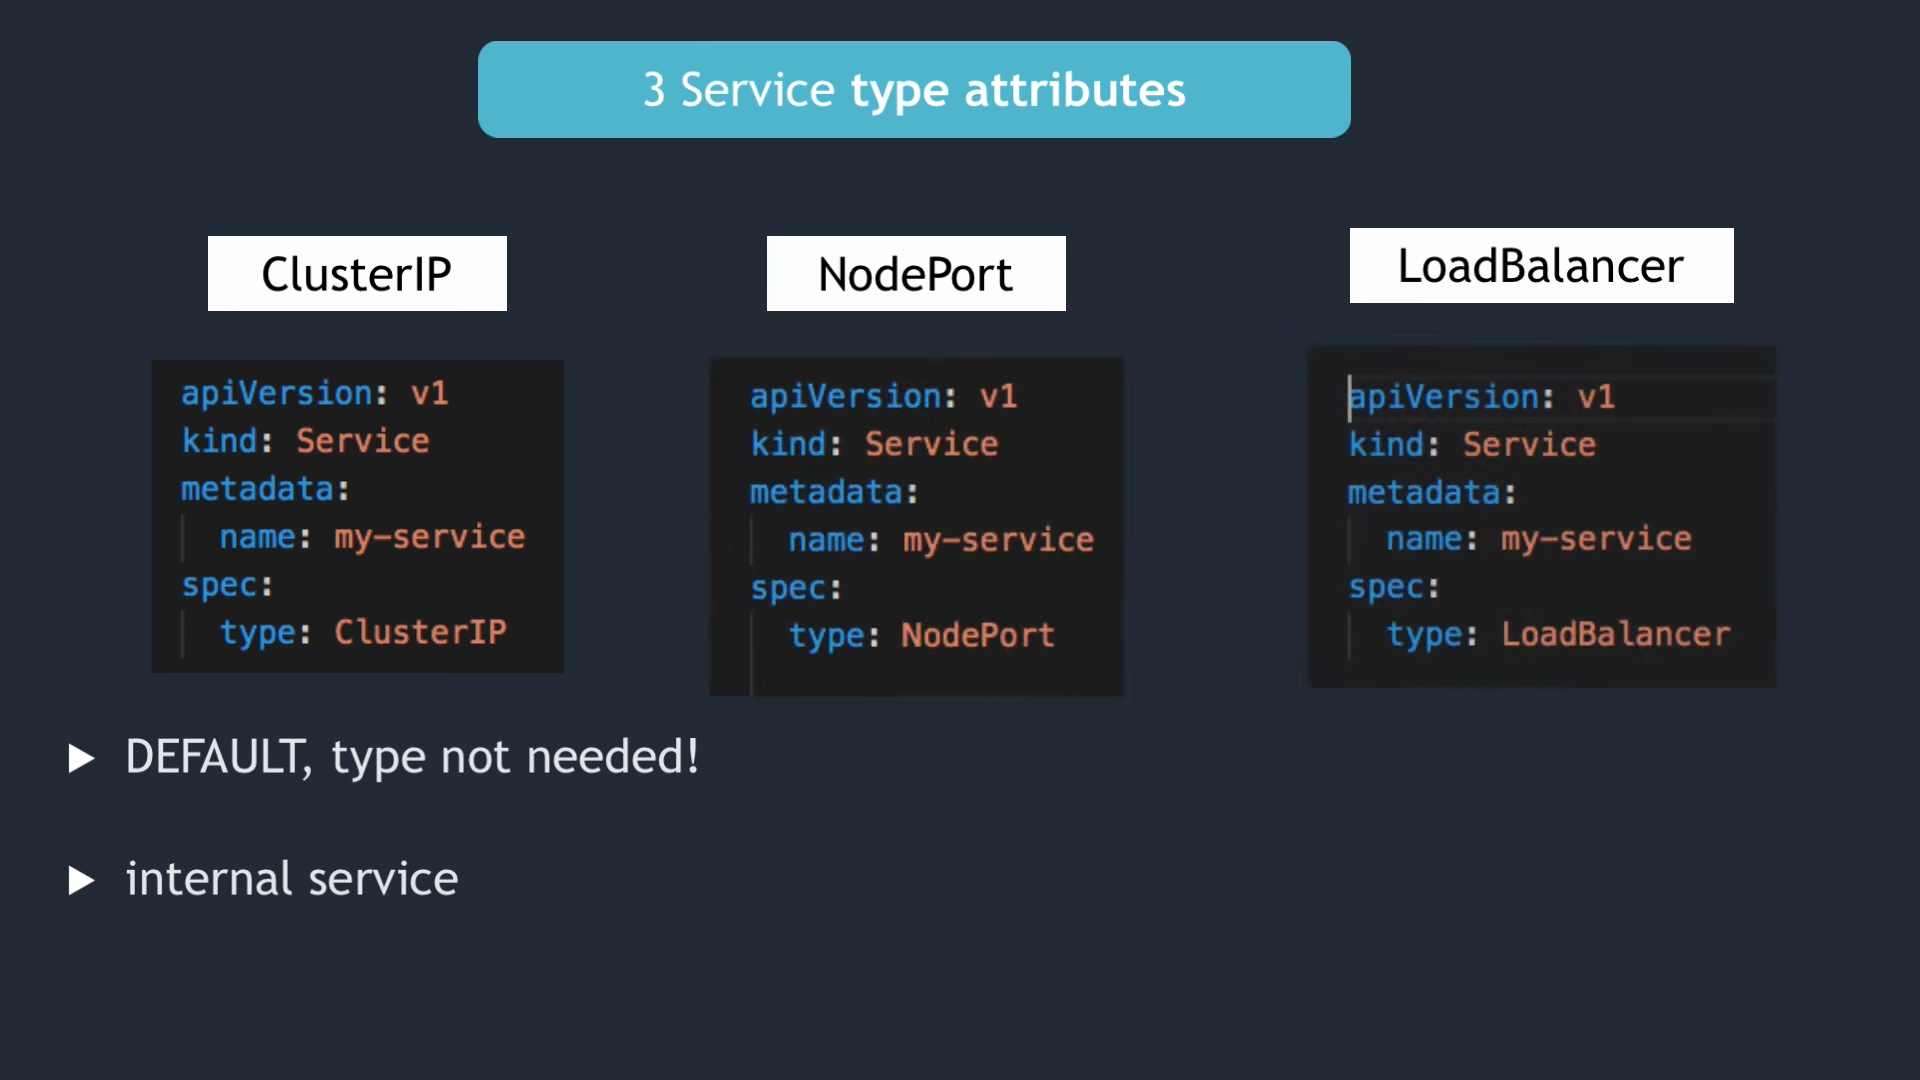 3 Service type attributes
ClusterIP
apiVersion: v1
kind: Service
metadata:
name: my-service
spec:
type: ClusterIP
NodePort
apiVersion: v1
kind: Service
metadata:
name: my-service
spec:
type: NodePort
LoadBalancer
apiVersion: v1
kind: Service
metadata:
name: my-service
spec:
type: LoadBalancer
DEFAULT, type not needed!
internal service